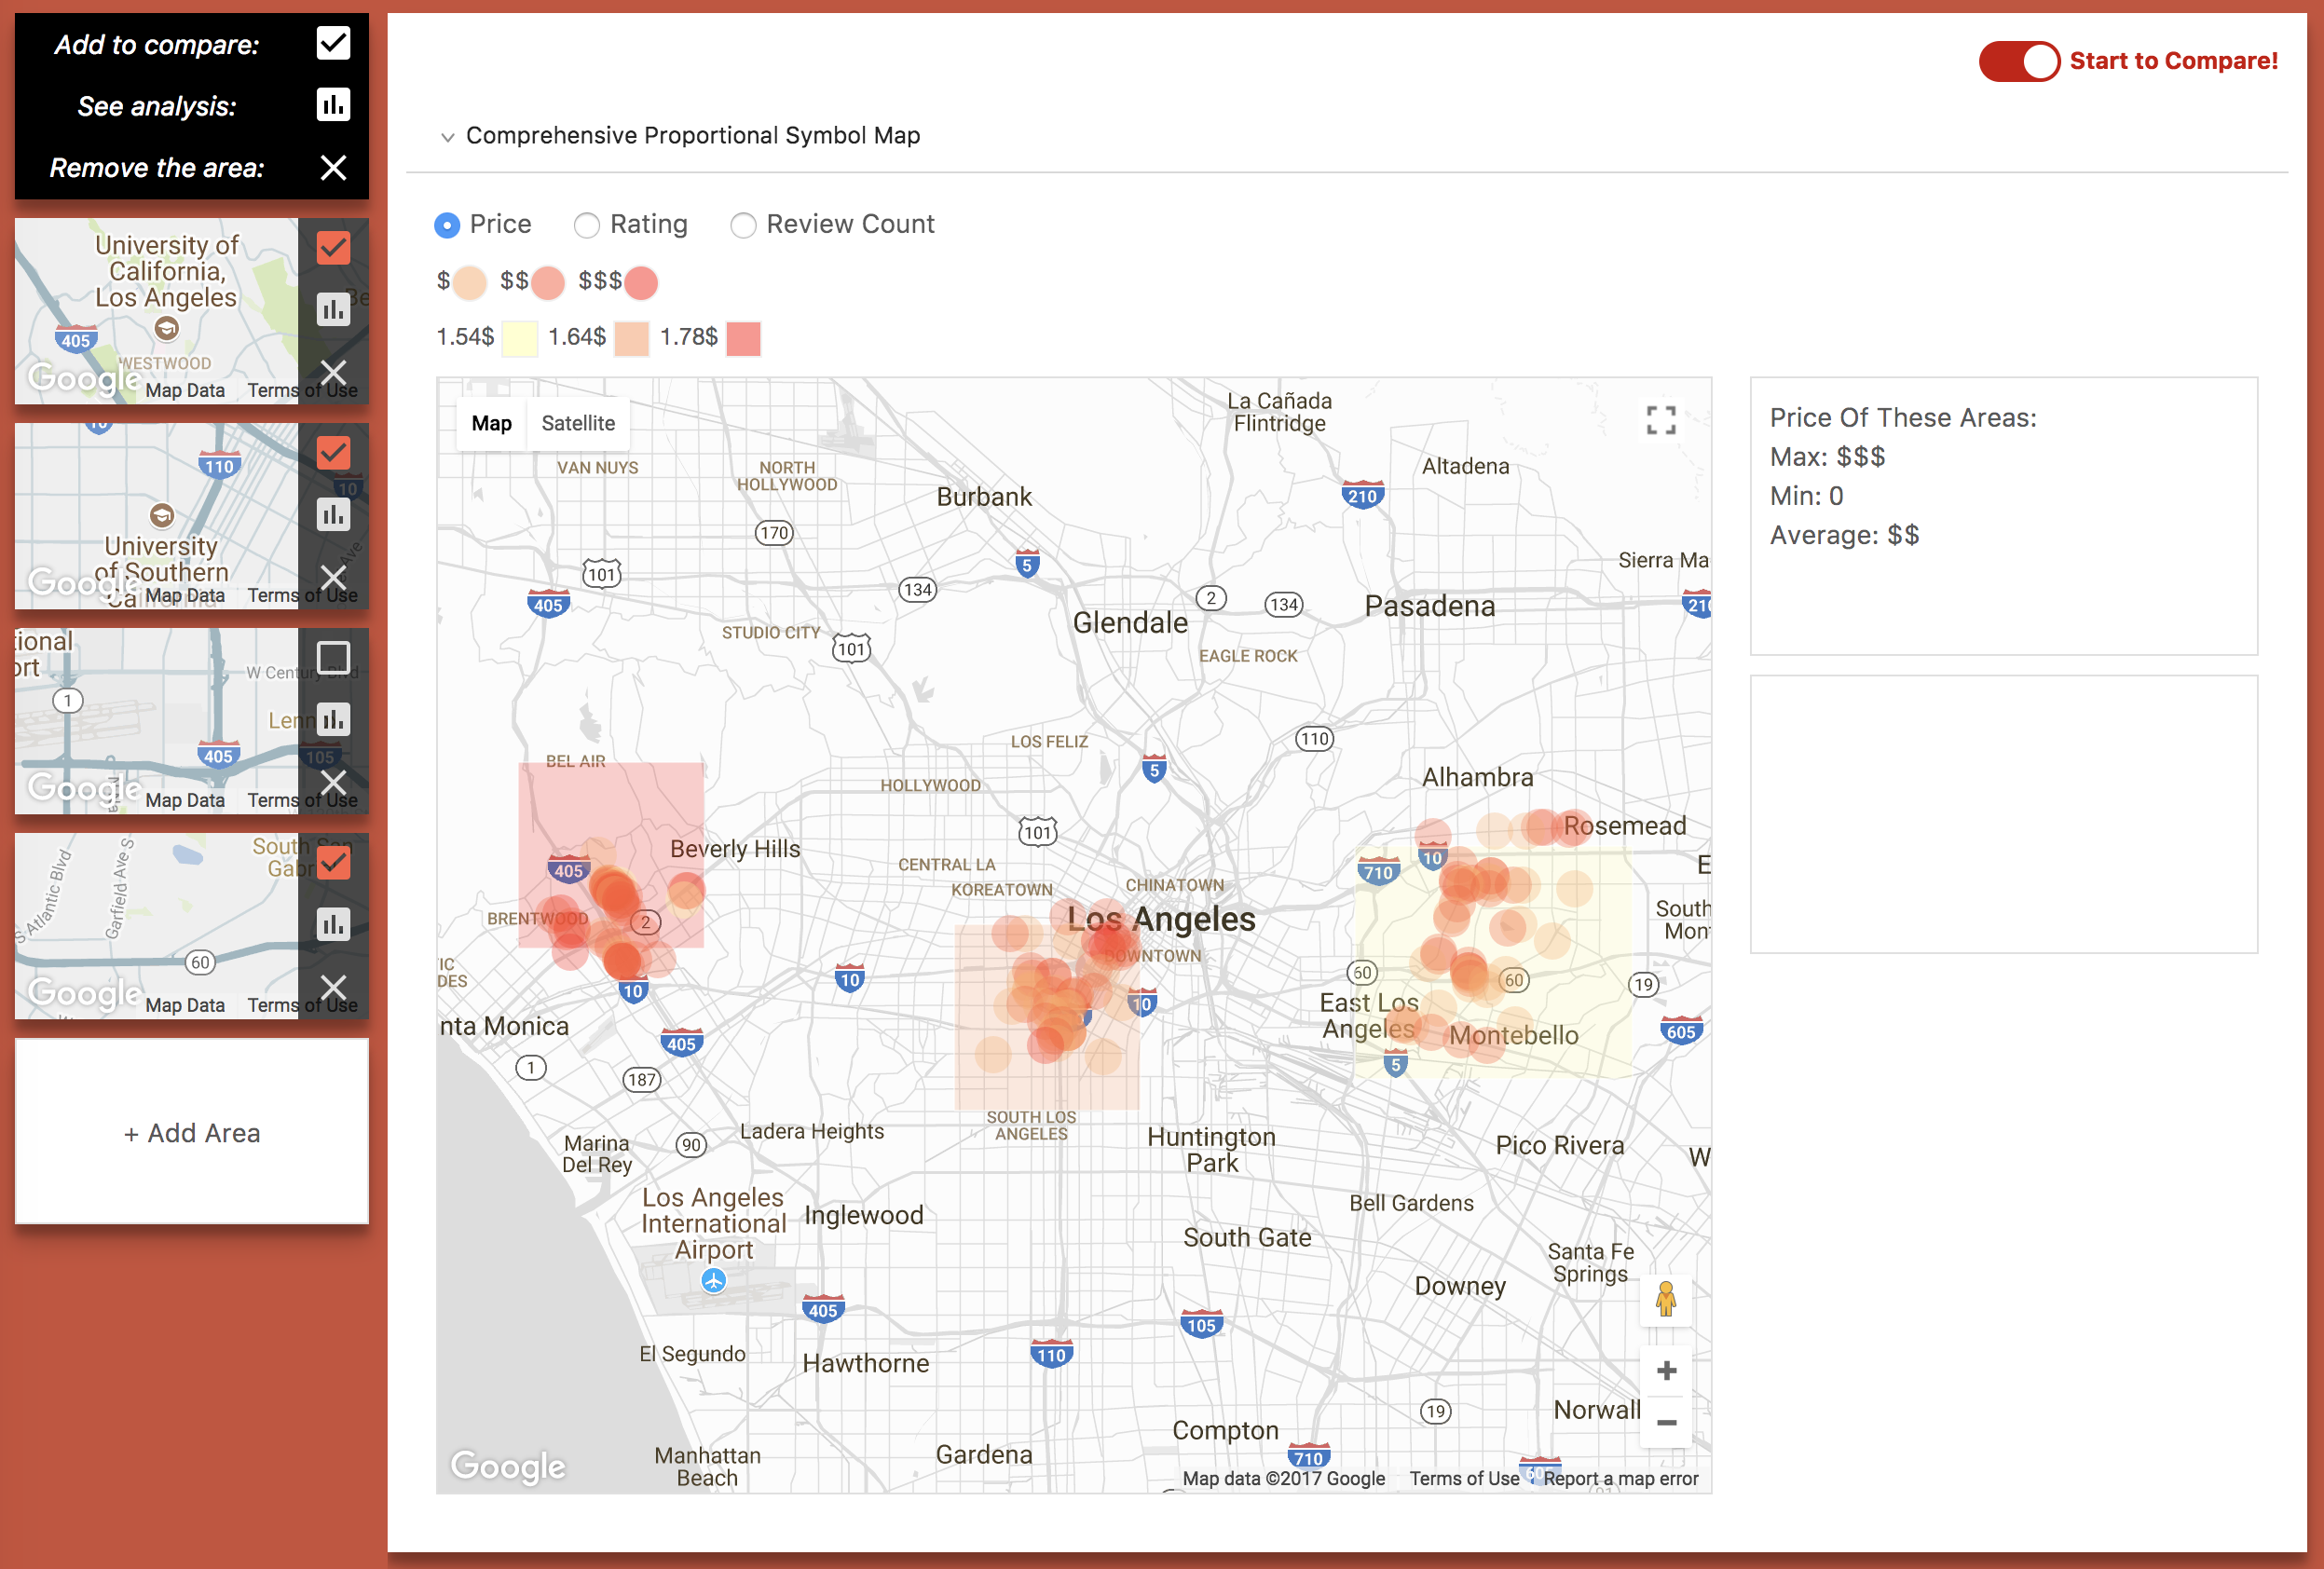 Add to compare:
See analysis:
Remove the area:
University of
California,
Los Angeles
405
WESTWOOD
Google
Map Data
Terms of Use
110
10
University
of Southern
California
Google
Map Data
Terms of Use
1
W Century Blvd
405
105
Google
Map Data
Terms of Use
S Atlantic Blvd
Garfield Ave
South San
60
Google
Map Data
Terms of Use
+ Add Area
Start to Compare!
Comprehensive Proportional Symbol Map
Price Rating Review Count
$ $$ $$$
1.54$ 1.64$ 1.78$
Map Satellite
La Cañada
Flintridge
VAN NUYS
NORTH
HOLLYWOOD
Burbank
Altadena
210
170
101
5
134
405
2
134
Glendale
Pasadena
Sierra Ma
210
STUDIO CITY
101
EAGLE ROCK
110
LOS FELIZ
5
BEL AIR
HOLLYWOOD
Alhambra
101
Beverly Hills
Rosemead
405
CENTRAL LA
KOREATOWN
CHINATOWN
10
710
BRENTWOOD
2
Los Angeles
DOWNTOWN
South
10
10
10
60
60
19
East Los
Angeles
Montebello
605
nta Monica
405
5
1
187
SOUTH LOS
ANGELES
Marina
Del Rey
90
Ladera Heights
Huntington
Park
Pico Rivera
W
Los Angeles
International
Airport
Inglewood
Bell Gardens
South Gate
Santa Fe
Springs
Downey
405
105
110
El Segundo
Hawthorne
19
Norwalk
Compton
Manhattan
Beach
Gardena
710
Google
Map data ©2017 Google
Terms of Use
Report a map error
Price Of These Areas:
Max: $$$
Min: 0
Average: $$